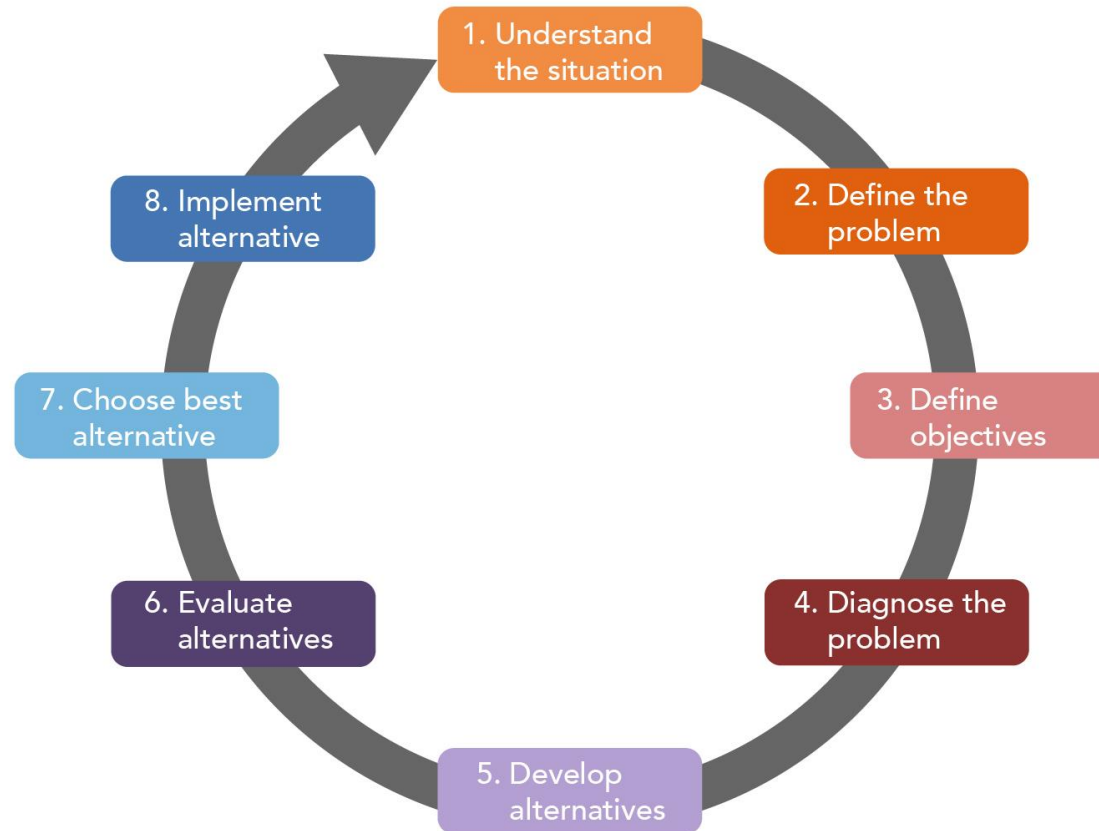 1. Understand
the situation
2. Define the
problem
3. Define
objectives
4. Diagnose the
problem
5. Develop
alternatives
6. Evaluate
alternatives
7. Choose best
alternative
8. Implement
alternative